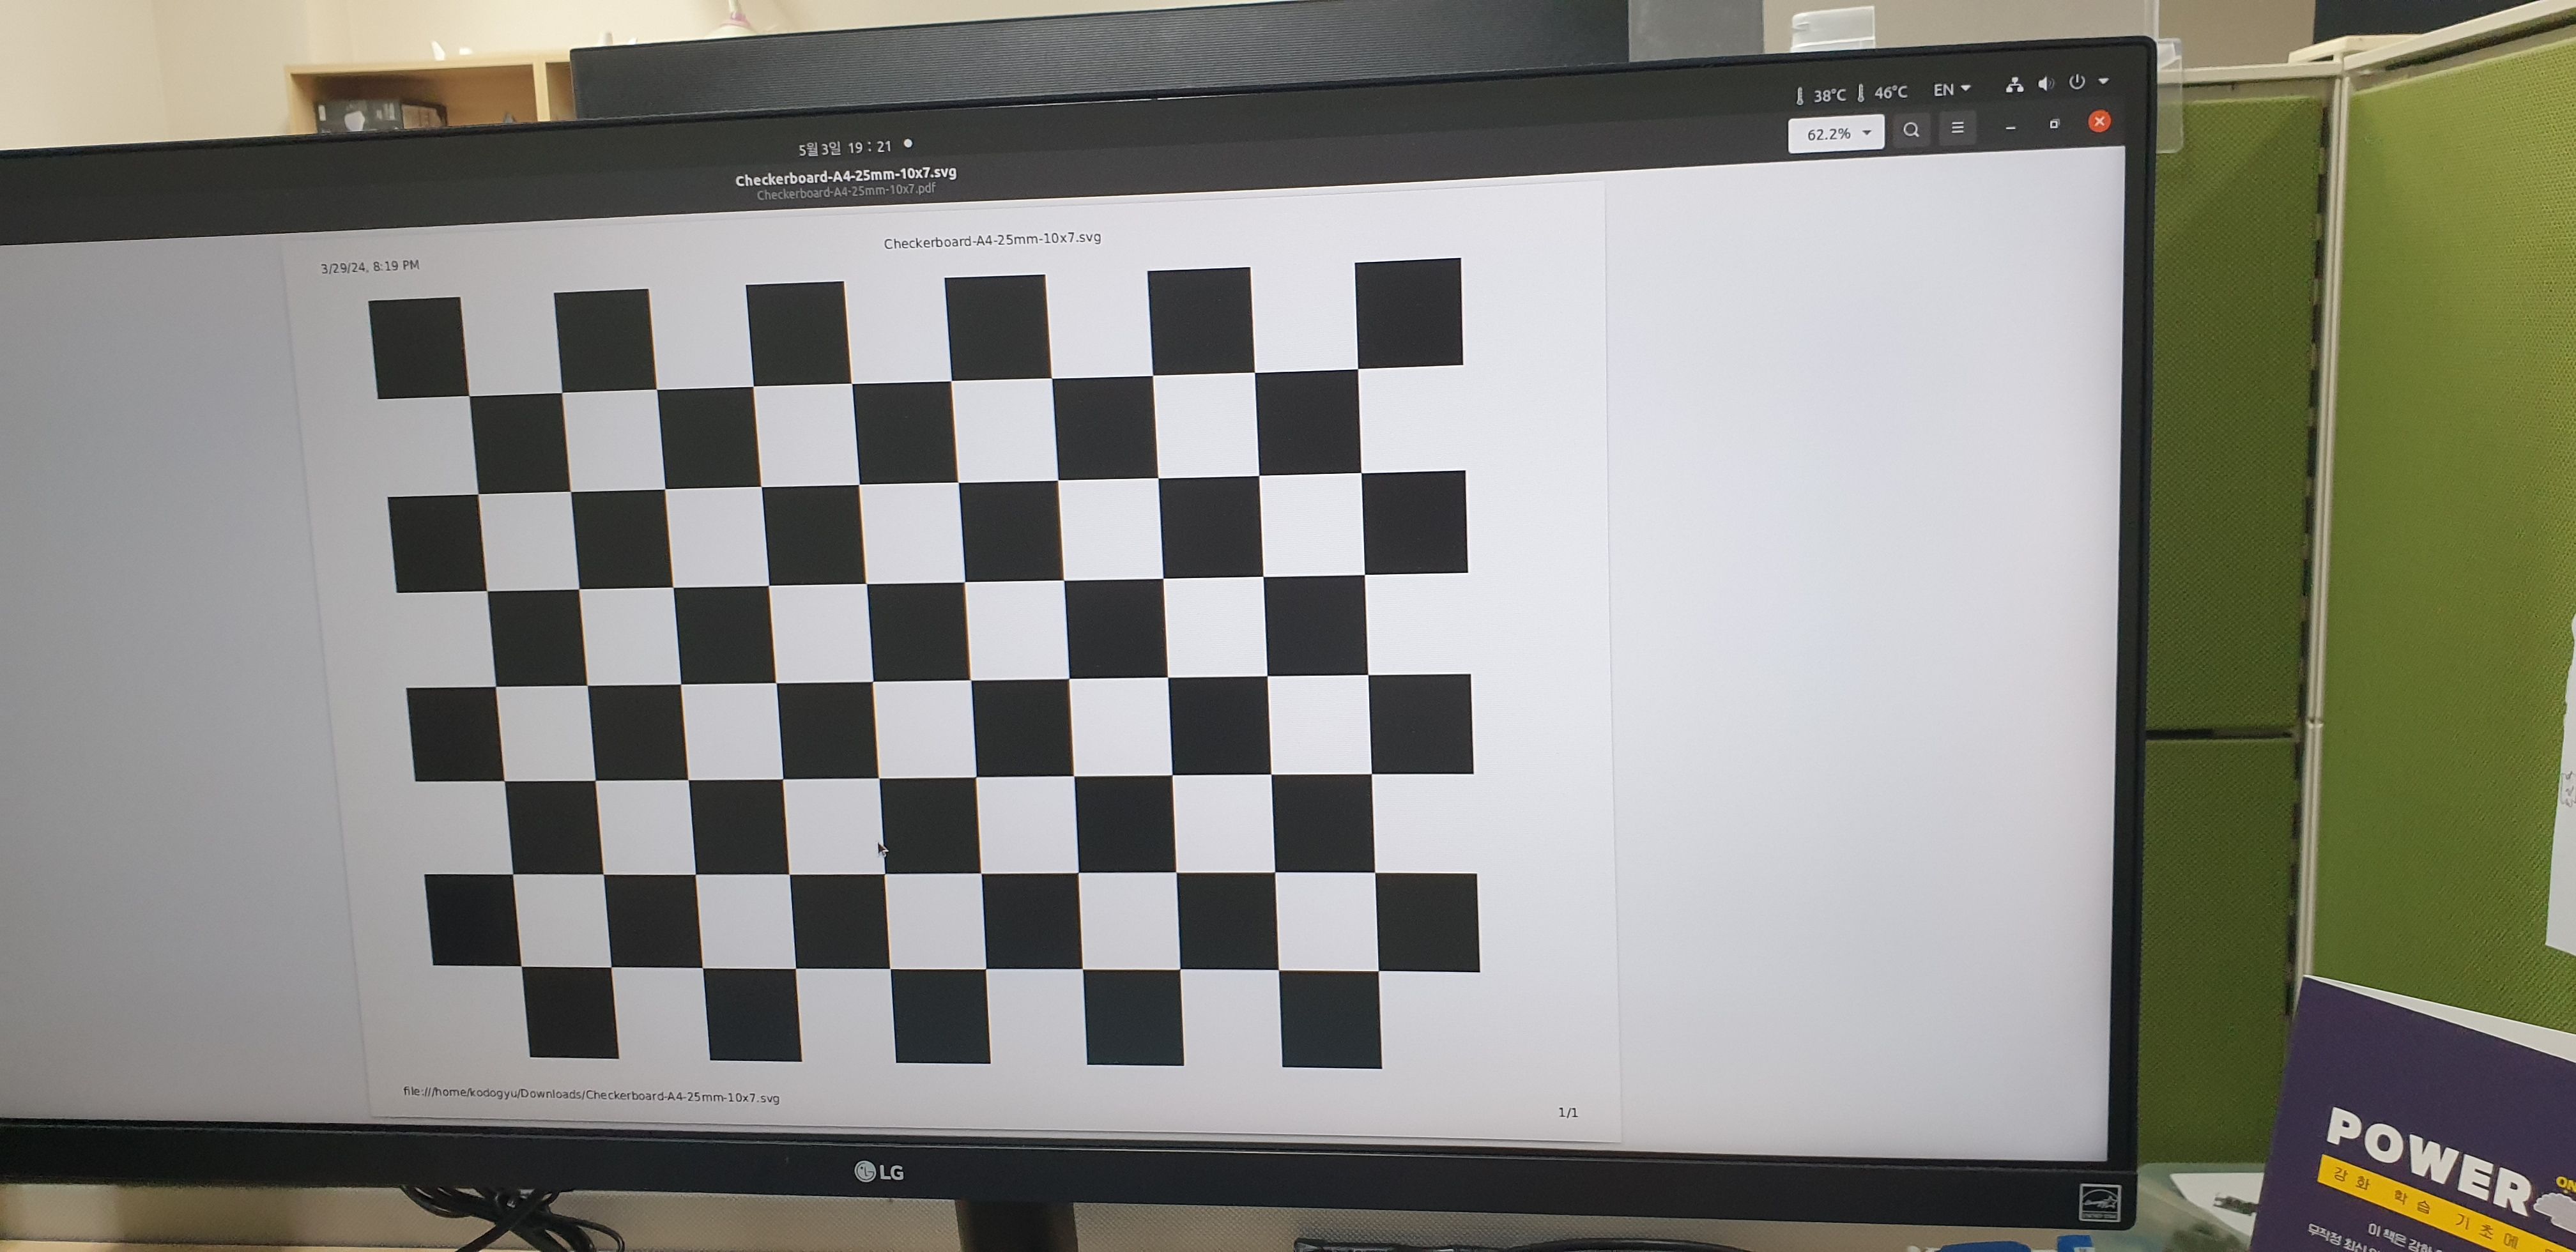 38°C 46°C EN
5월 3일 19 : 21
62.2%
Checkerboard-A4-25mm-10x7.svg
Checkerboard-A4-25mm-10x7.pdf
Checkerboard-A4-25mm-10x7.svg
3/29/24, 8:19 PM
file:///home/kodogyu/Downloads/Checkerboard-A4-25mm-10x7.svg
1/1
LG
POWER
강화 학습 기초에
이 책은 강화
무작정 최신